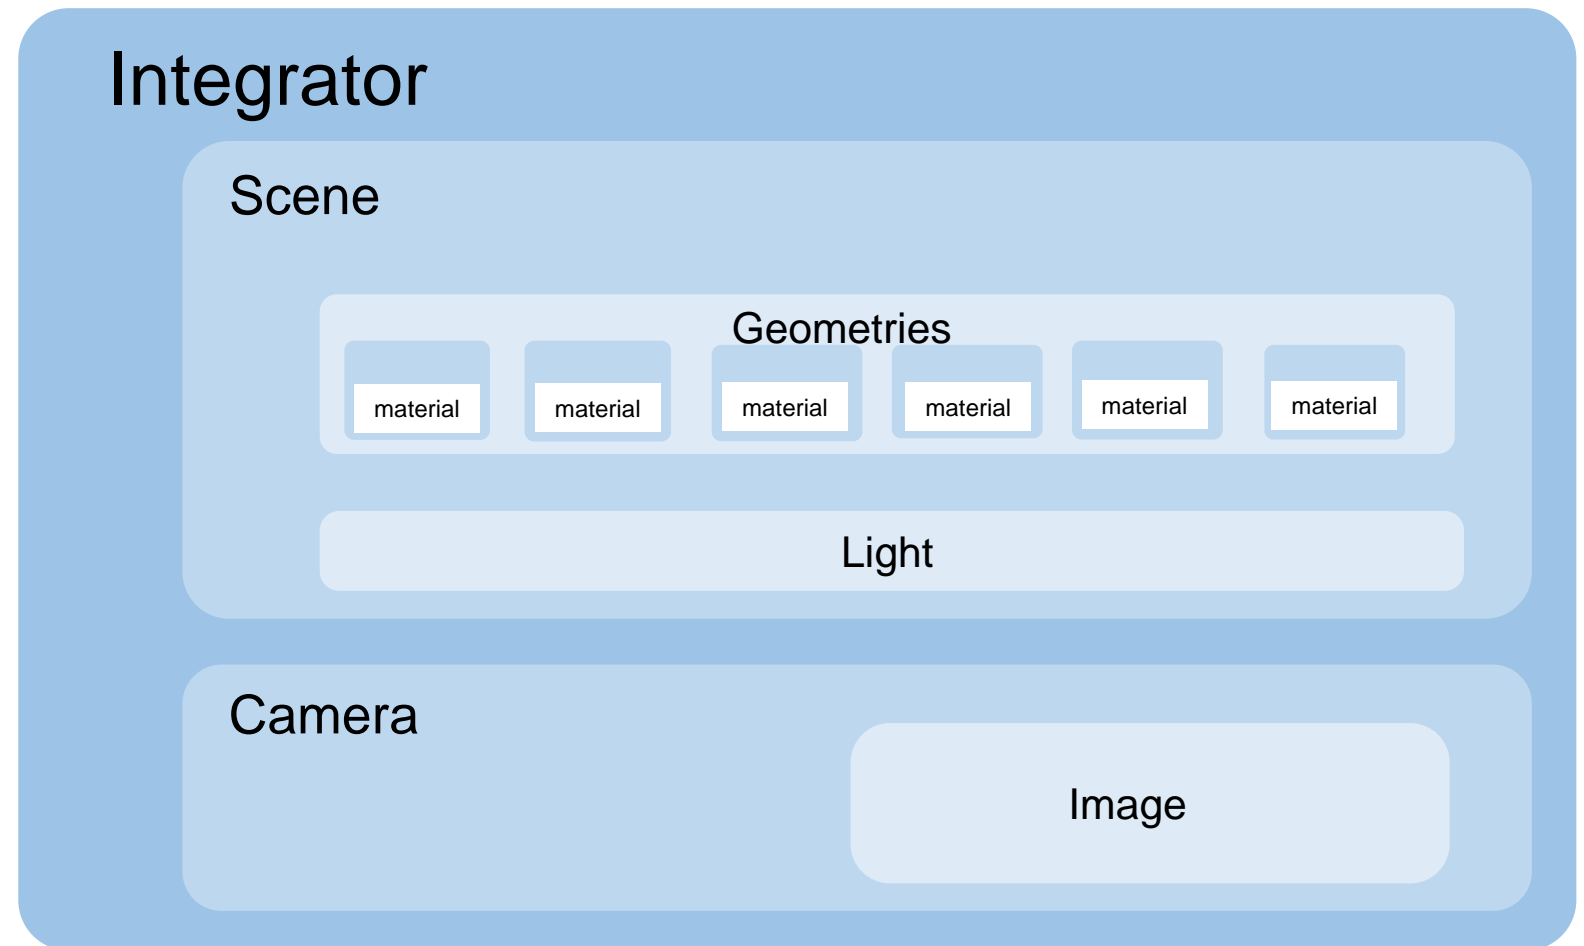 Integrator
Scene
Geometries
material material material material material material
Light
Camera
Image